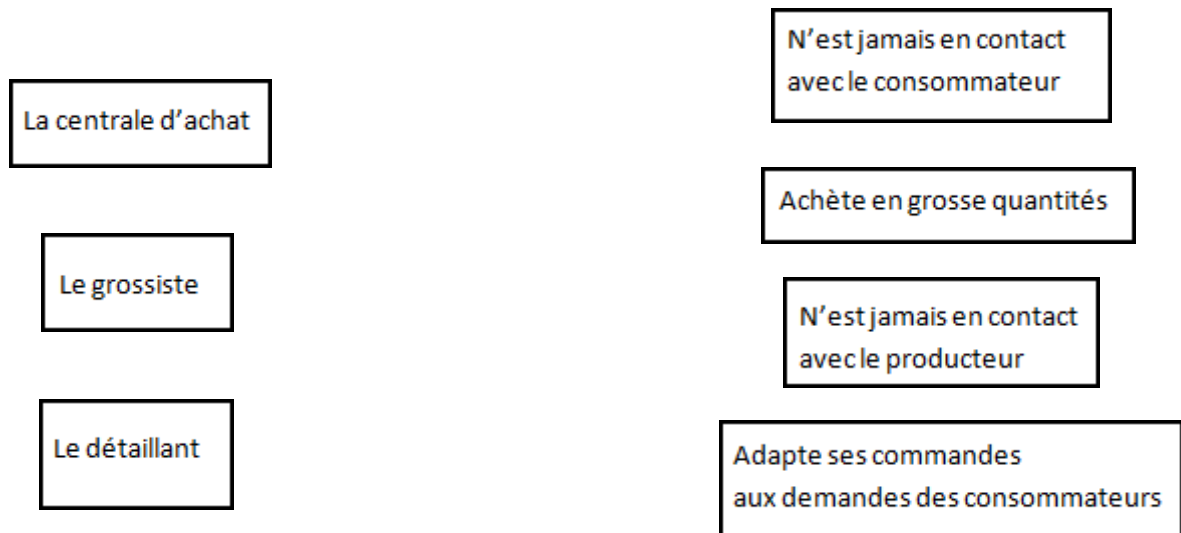 La centrale d'achat
Le grossiste
Le détaillant
N'est jamais en contact
avec le consommateur
Achète en grosse quantités
N'est jamais en contact
avec le producteur
Adapte ses commandes
aux demandes des consommateurs